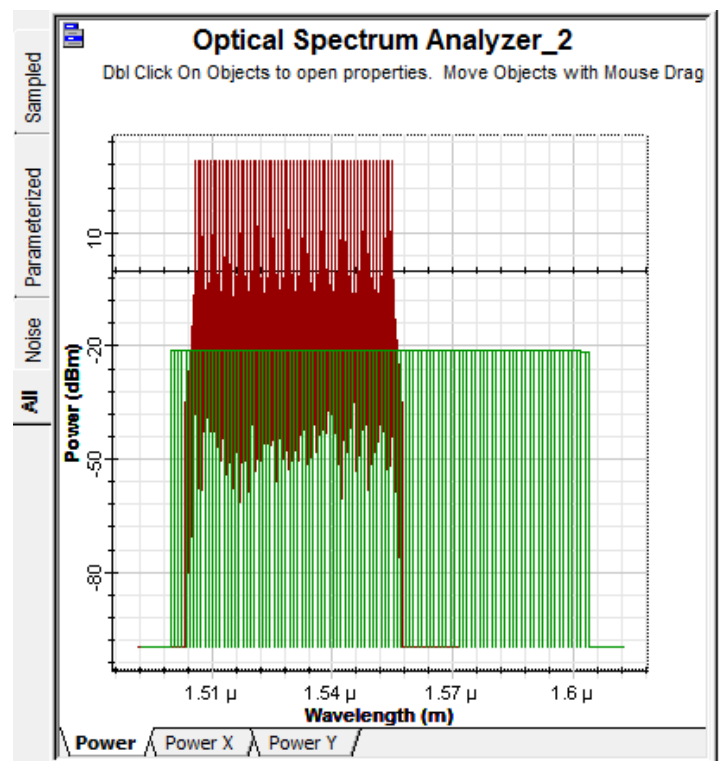 Optical Spectrum Analyzer_2
Dbl Click On Objects to open properties. Move Objects with Mouse Drag
Sampled
Parameterized
Noise
All
Power (dBm)
10
-20
-50
-80
1.51 µ
1.54 µ
1.57 µ
1.6 µ
Wavelength (m)
Power
Power X
Power Y